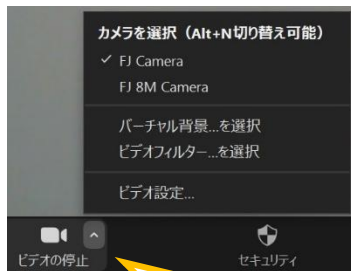 カメラを選択（Alt+N切り替え可能）
✓ FJ Camera
FJ 8M Camera
バーチャル背景...を選択
ビデオフィルター...を選択
ビデオ設定...
ビデオの停止
セキュリティ